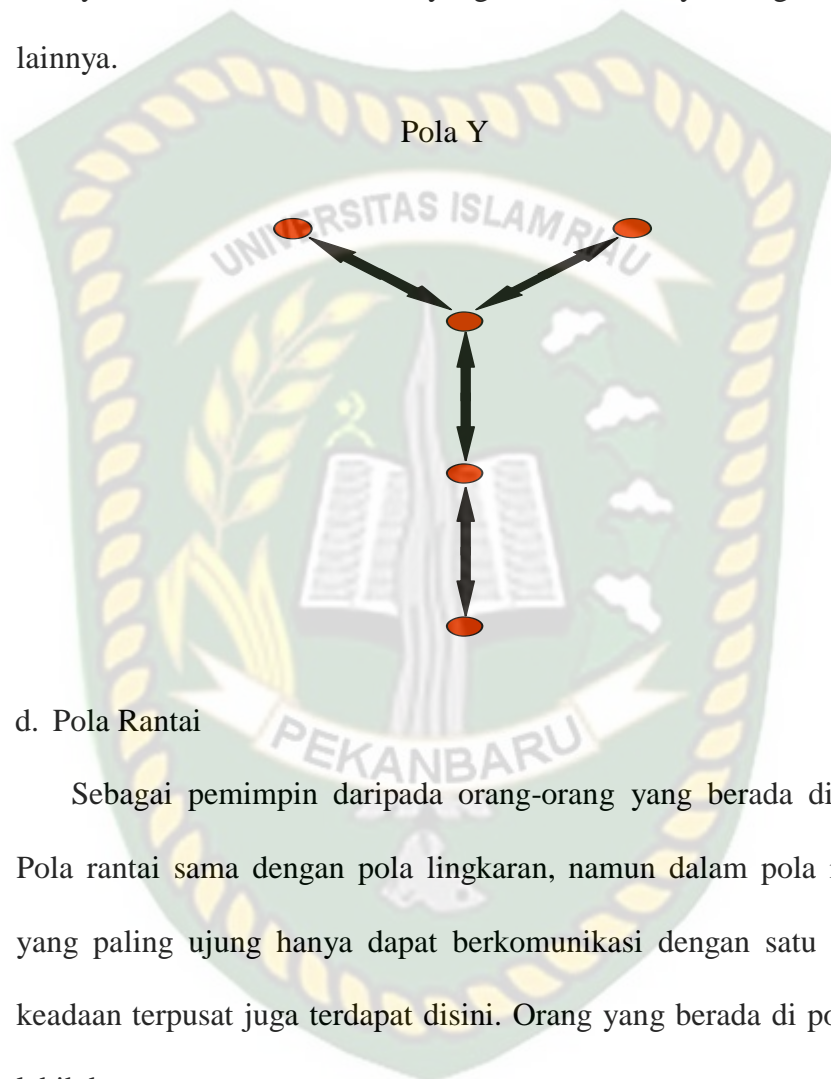 lainnya.
Pola Y
UNIVERSITAS ISLAM RIAU
PEKANBARU
d. Pola Rantai
Sebagai pemimpin daripada orang-orang yang berada di
Pola rantai sama dengan pola lingkaran, namun dalam pola
yang paling ujung hanya dapat berkomunikasi dengan satu
keadaan terpusat juga terdapat disini. Orang yang berada di